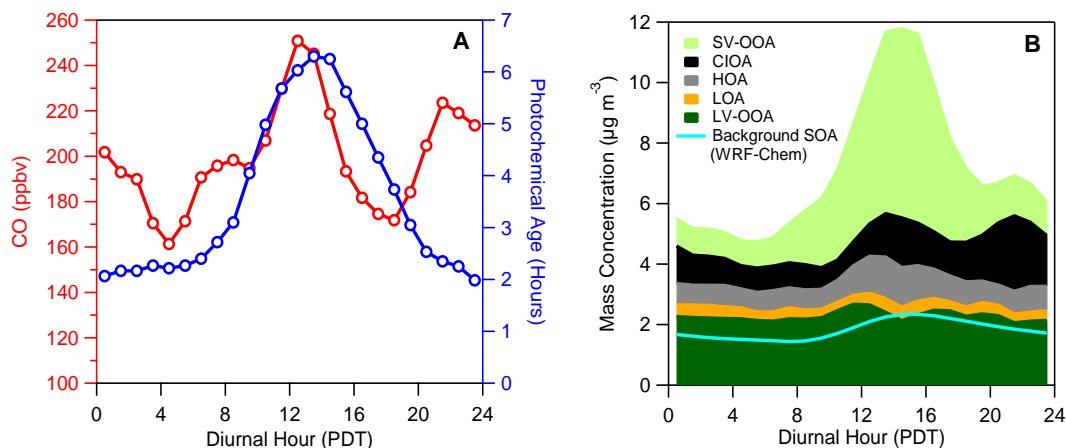 A
CO (ppbv)
260
240
220
200
180
160
140
120
100
7
6
5
4
3
2
1
0
Photochemical Age (Hours)
0 4 8 12 16 20 24
Diurnal Hour (PDT)
B
Mass Concentration (µg m⁻³)
12
10
8
6
4
2
0
SV-OOA
CIOA
HOA
LOA
LV-OOA
Background SOA
(WRF-Chem)
0 4 8 12 16 20 24
Diurnal Hour (PDT)